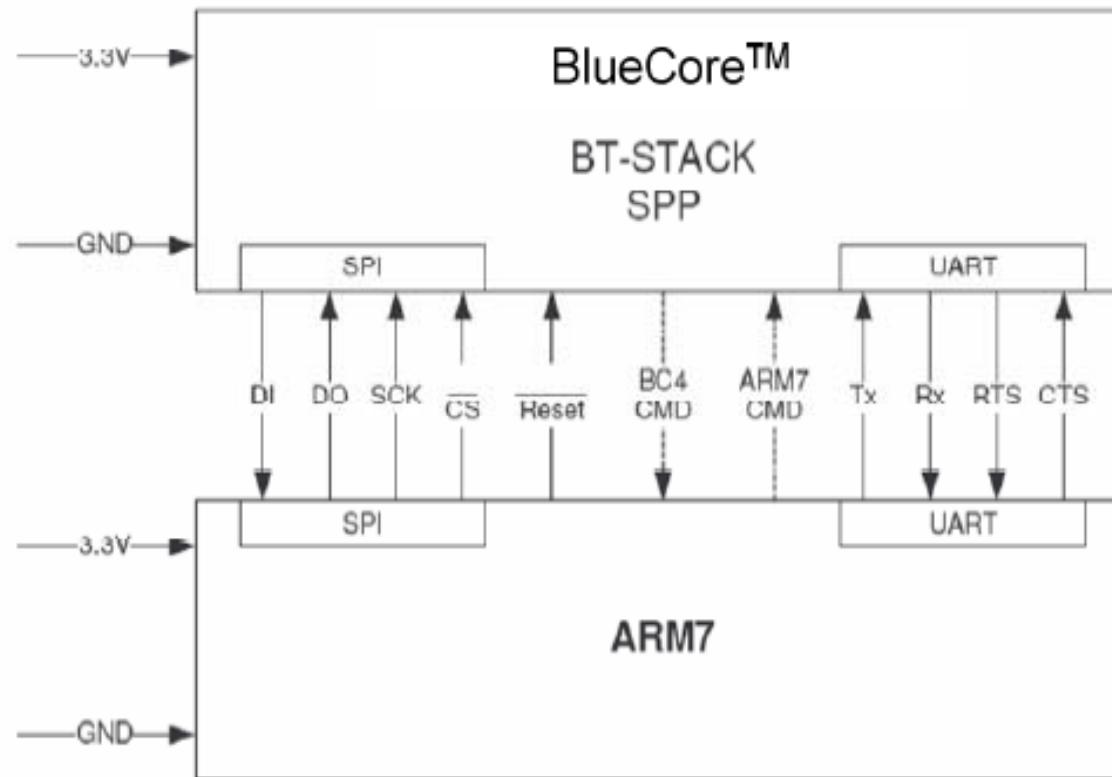 3.3V
BlueCore™
BT-STACK
SPP
GND
SPI
UART
DI DO SCK CS Reset BC4 CMD ARM7 CMD Tx Rx RTS CTS
SPI
UART
3.3V
ARM7
GND